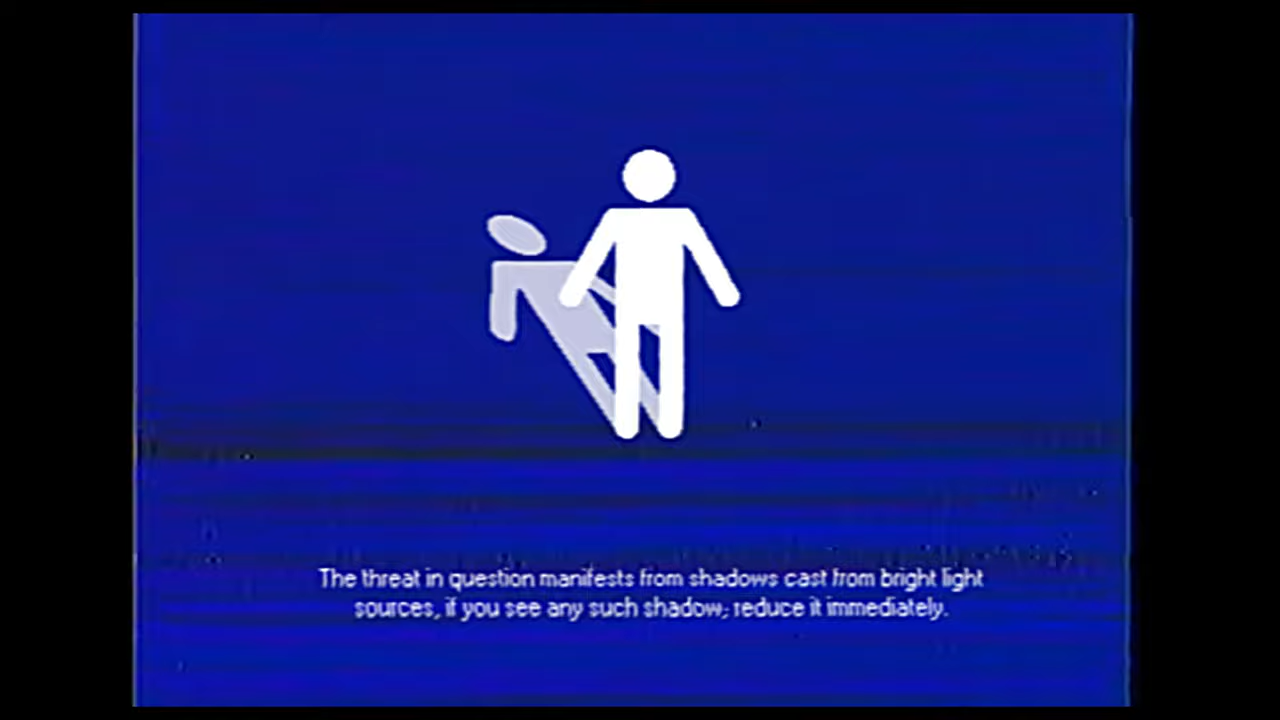 The threat in question manifests from shadows cast from bright light
sources, if you see any such shadow; reduce it immediately.